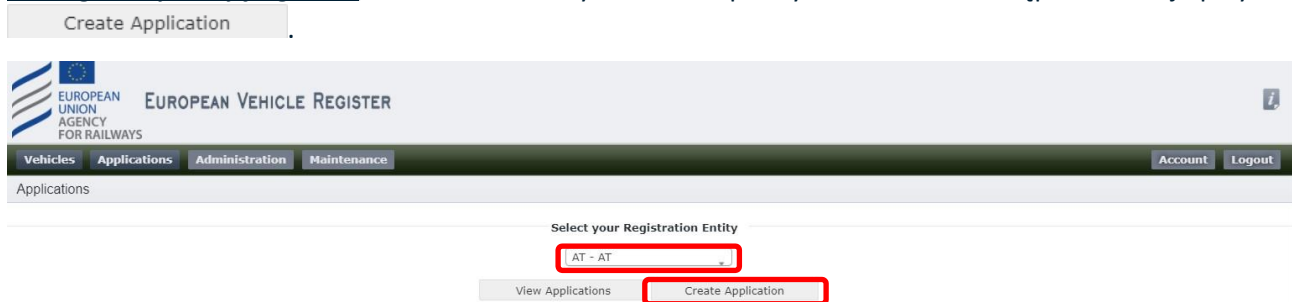 Create Application
.
EUROPEAN
UNION
AGENCY
FOR RAILWAYS
EUROPEAN VEHICLE REGISTER
i
Vehicles Applications Administration Maintenance Account Logout
Applications
Select your Registration Entity
AT - AT
View Applications Create Application